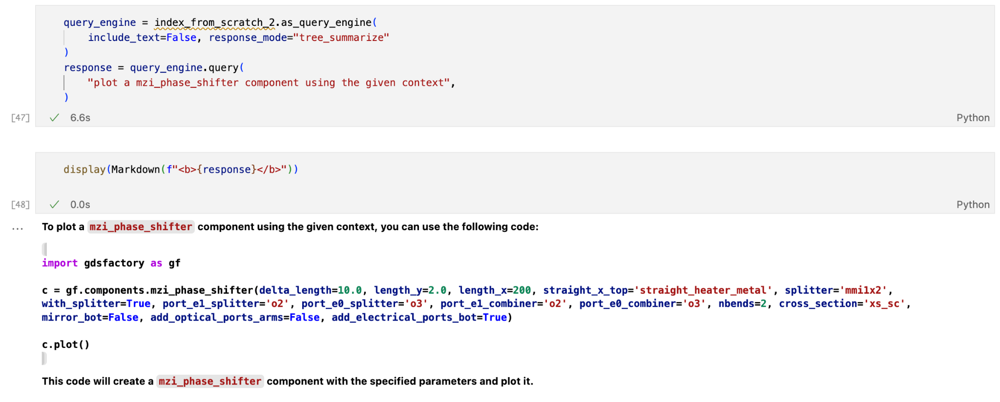 query_engine = index_from_scratch_2.as_query_engine(
include_text=False, response_mode="tree_summarize"
)
response = query_engine.query(
"plot a mzi_phase_shifter component using the given context",
)
[47] ✓ 6.6s Python
display(Markdown(f"<b>{response}</b>"))
[48] ✓ 0.0s Python
... To plot a mzi_phase_shifter component using the given context, you can use the following code:
import gdsfactory as gf
c = gf.components.mzi_phase_shifter(delta_length=10.0, length_y=2.0, length_x=200, straight_x_top='straight_heater_metal', splitter='mmi1x2',
with_splitter=True, port_e1_splitter='o2', port_e0_splitter='o3', port_e1_combiner='o2', port_e0_combiner='o3', nbends=2, cross_section='xs_sc',
mirror_bot=False, add_optical_ports_arms=False, add_electrical_ports_bot=True)
c.plot()
This code will create a mzi_phase_shifter component with the specified parameters and plot it.